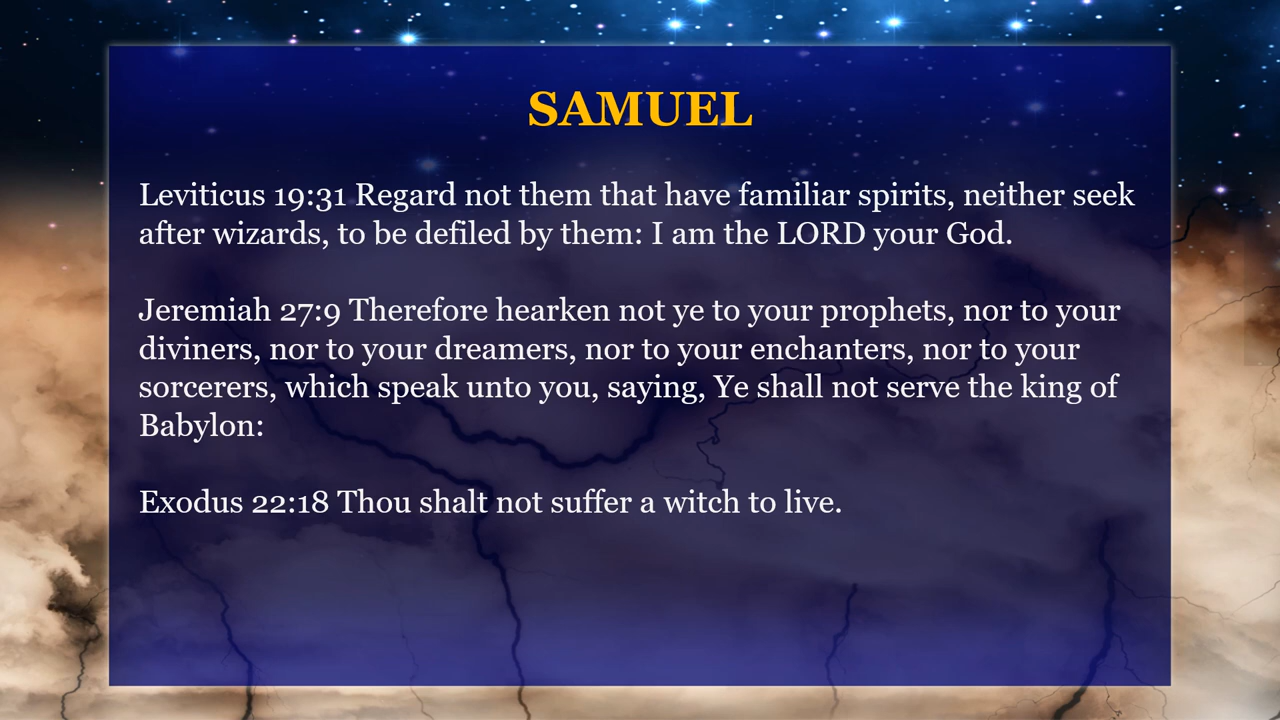 SAMUEL
Leviticus 19:31 Regard not them that have familiar spirits, neither seek
after wizards, to be defiled by them: I am the LORD your God.
Jeremiah 27:9 Therefore hearken not ye to your prophets, nor to your
diviners, nor to your dreamers, nor to your enchanters, nor to your
sorcerers, which speak unto you, saying, Ye shall not serve the king of
Babylon:
Exodus 22:18 Thou shalt not suffer a witch to live.